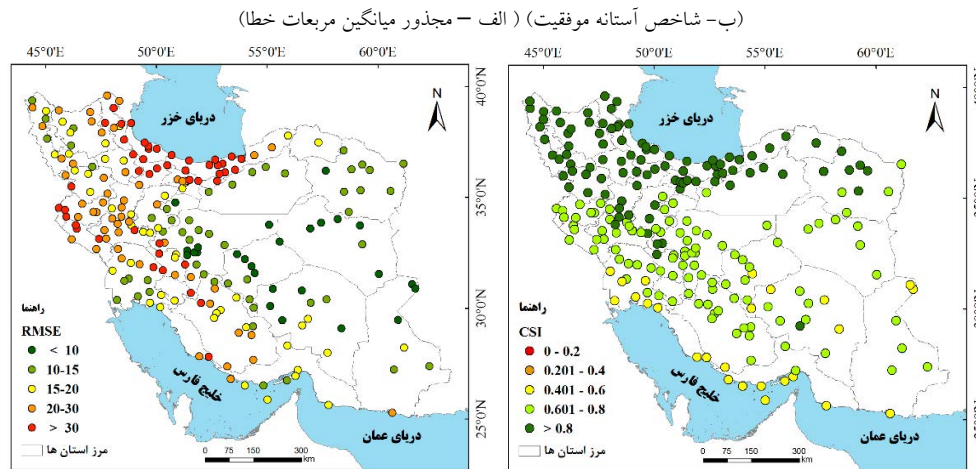 (ب- شاخص آستانه موفقیت) ( الف – مجذور میانگین مربعات خطا)
45°0'E 50°0'E 55°0'E 60°0'E
40°0'N
35°0'N
30°0'N
25°0'N
N
دریای خزر
خلیج فارس
دریای عمان
راهنما
RMSE
< 10
10-15
15-20
20-30
> 30
مرز استان ها
0 75 150 300
km
45°0'E 50°0'E 55°0'E 60°0'E
N
دریای خزر
خلیج فارس
دریای عمان
راهنما
CSI
0 - 0.2
0.201 - 0.4
0.401 - 0.6
0.601 - 0.8
> 0.8
مرز استان ها
0 75 150 300
km